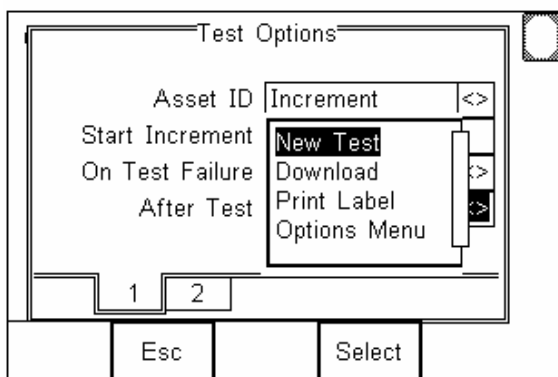 Test Options
Asset ID Increment <>
Start Increment
On Test Failure <>
After Test <>
New Test
Download
Print Label
Options Menu
1 2
Esc Select